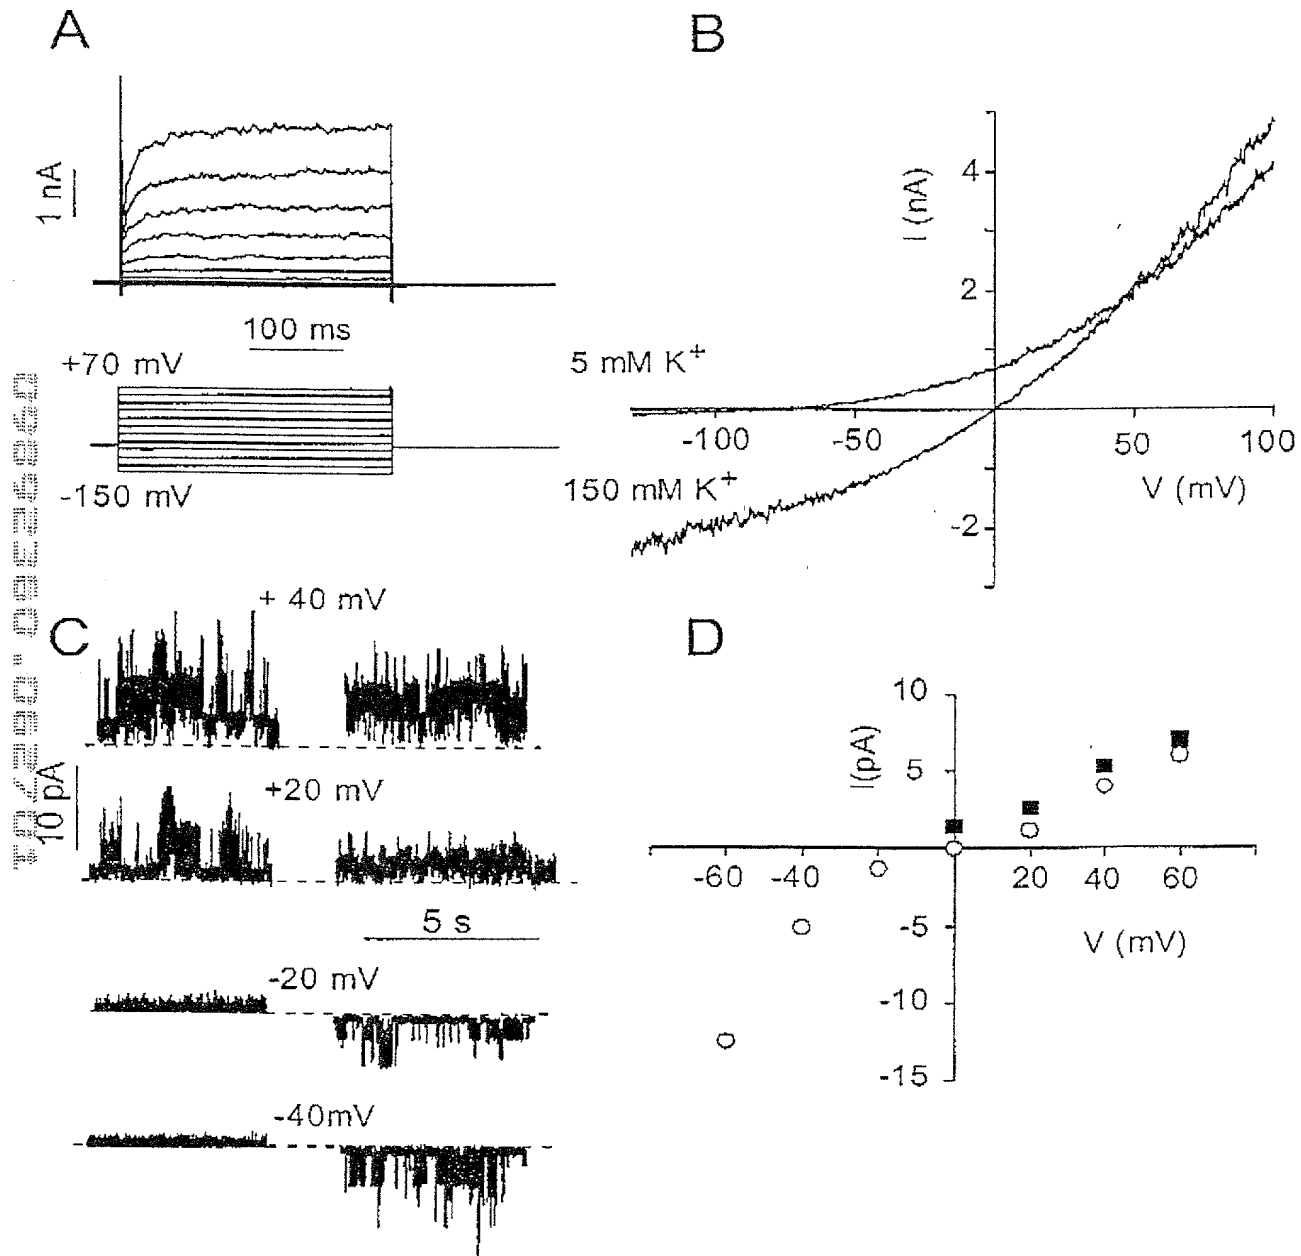 A
1 nA
100 ms
+70 mV
-150 mV
B
I (nA)
4
2
5 mM K+
-100 -50 50 100
V (mV)
150 mM K+
-2
C
+ 40 mV
10 pA
+20 mV
5 s
-20 mV
-40mV
D
10
I(pA)
5
-60 -40 20 40 60
-5
V (mV)
-10
-15